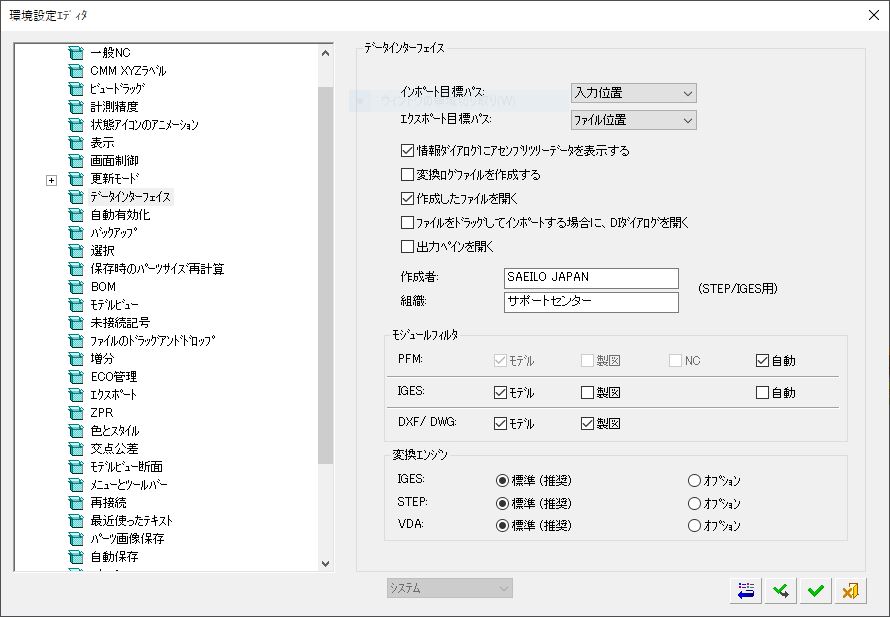 環境設定ｴﾃﾞｨﾀ
一般NC
CMM XYZﾗﾍﾞﾙ
ﾋﾞｭｰﾄﾞﾗｯｸﾞ
計測精度
状態ｱｲｺﾝのｱﾆﾒｰｼｮﾝ
表示
画面制御
更新ﾓｰﾄﾞ
ﾃﾞｰﾀｲﾝﾀｰﾌｪｲｽ
自動有効化
ﾊﾞｯｸｱｯﾌﾟ
選択
保存時のﾊﾟｰﾂｻｲｽﾞ再計算
BOM
ﾓﾃﾞﾙﾋﾞｭｰ
未接続記号
ﾌｧｲﾙのﾄﾞﾗｯｸﾞｱﾝﾄﾞﾄﾞﾛｯﾌﾟ
増分
ECO管理
ｴｸｽﾎﾟｰﾄ
ZPR
色とｽﾀｲﾙ
交点公差
ﾓﾃﾞﾙﾋﾞｭｰ断面
ﾒﾆｭｰとﾂｰﾙﾊﾞｰ
再接続
最近使ったﾃｷｽﾄ
ﾊﾟｰﾂ画像保存
自動保存
ﾃﾞｰﾀｲﾝﾀｰﾌｪｲｽ
ｲﾝﾎﾟｰﾄ目標ﾊﾟｽ: 入力位置
ｴｸｽﾎﾟｰﾄ目標ﾊﾟｽ: ﾌｧｲﾙ位置
情報ﾀﾞｲｱﾛｸﾞにｱｾﾝﾌﾞﾘﾂﾘｰﾃﾞｰﾀを表示する
変換ﾛｸﾞﾌｧｲﾙを作成する
作成したﾌｧｲﾙを開く
ﾌｧｲﾙをﾄﾞﾗｯｸﾞしてｲﾝﾎﾟｰﾄする場合に、DIﾀﾞｲｱﾛｸﾞを開く
出力ﾍﾟｲﾝを開く
作成者: SAEILO JAPAN
組織: サポートセンター
(STEP/IGES用)
ﾓｼﾞｭｰﾙﾌｨﾙﾀ
PFM: ﾓﾃﾞﾙ 製図 NC 自動
IGES: ﾓﾃﾞﾙ 製図 自動
DXF/ DWG: ﾓﾃﾞﾙ 製図
変換ｴﾝｼﾞﾝ
IGES: 標準 (推奨) ｵﾌﾟｼｮﾝ
STEP: 標準 (推奨) ｵﾌﾟｼｮﾝ
VDA: 標準 (推奨) ｵﾌﾟｼｮﾝ
ｼｽﾃﾑ